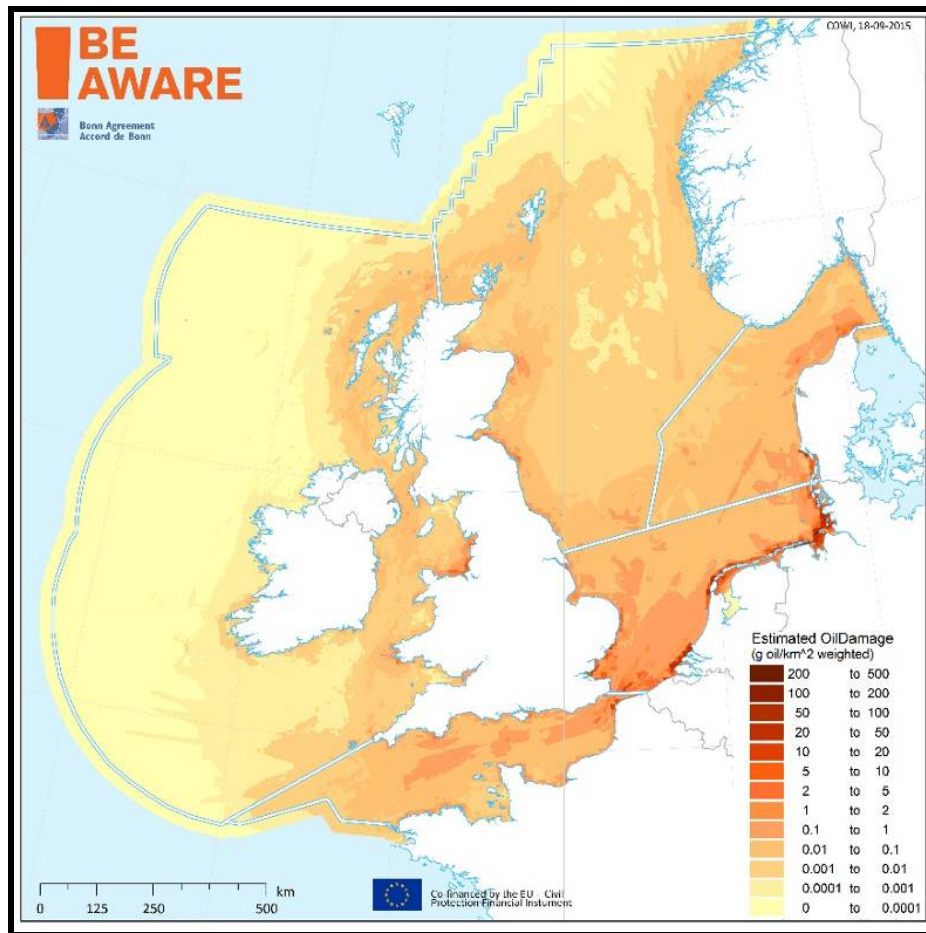 COWI, 18-09-2015
BE
AWARE
Bonn Agreement
Accord de Bonn
Estimated OilDamage
(g oil/km^2 weighted)
200 to 500
100 to 200
50 to 100
20 to 50
10 to 20
5 to 10
2 to 5
1 to 2
0.1 to 1
0.01 to 0.1
0.001 to 0.01
0.0001 to 0.001
0 to 0.0001
km
0 125 250 500
Co-financed by the EU - Civil
Protection Financial Instument